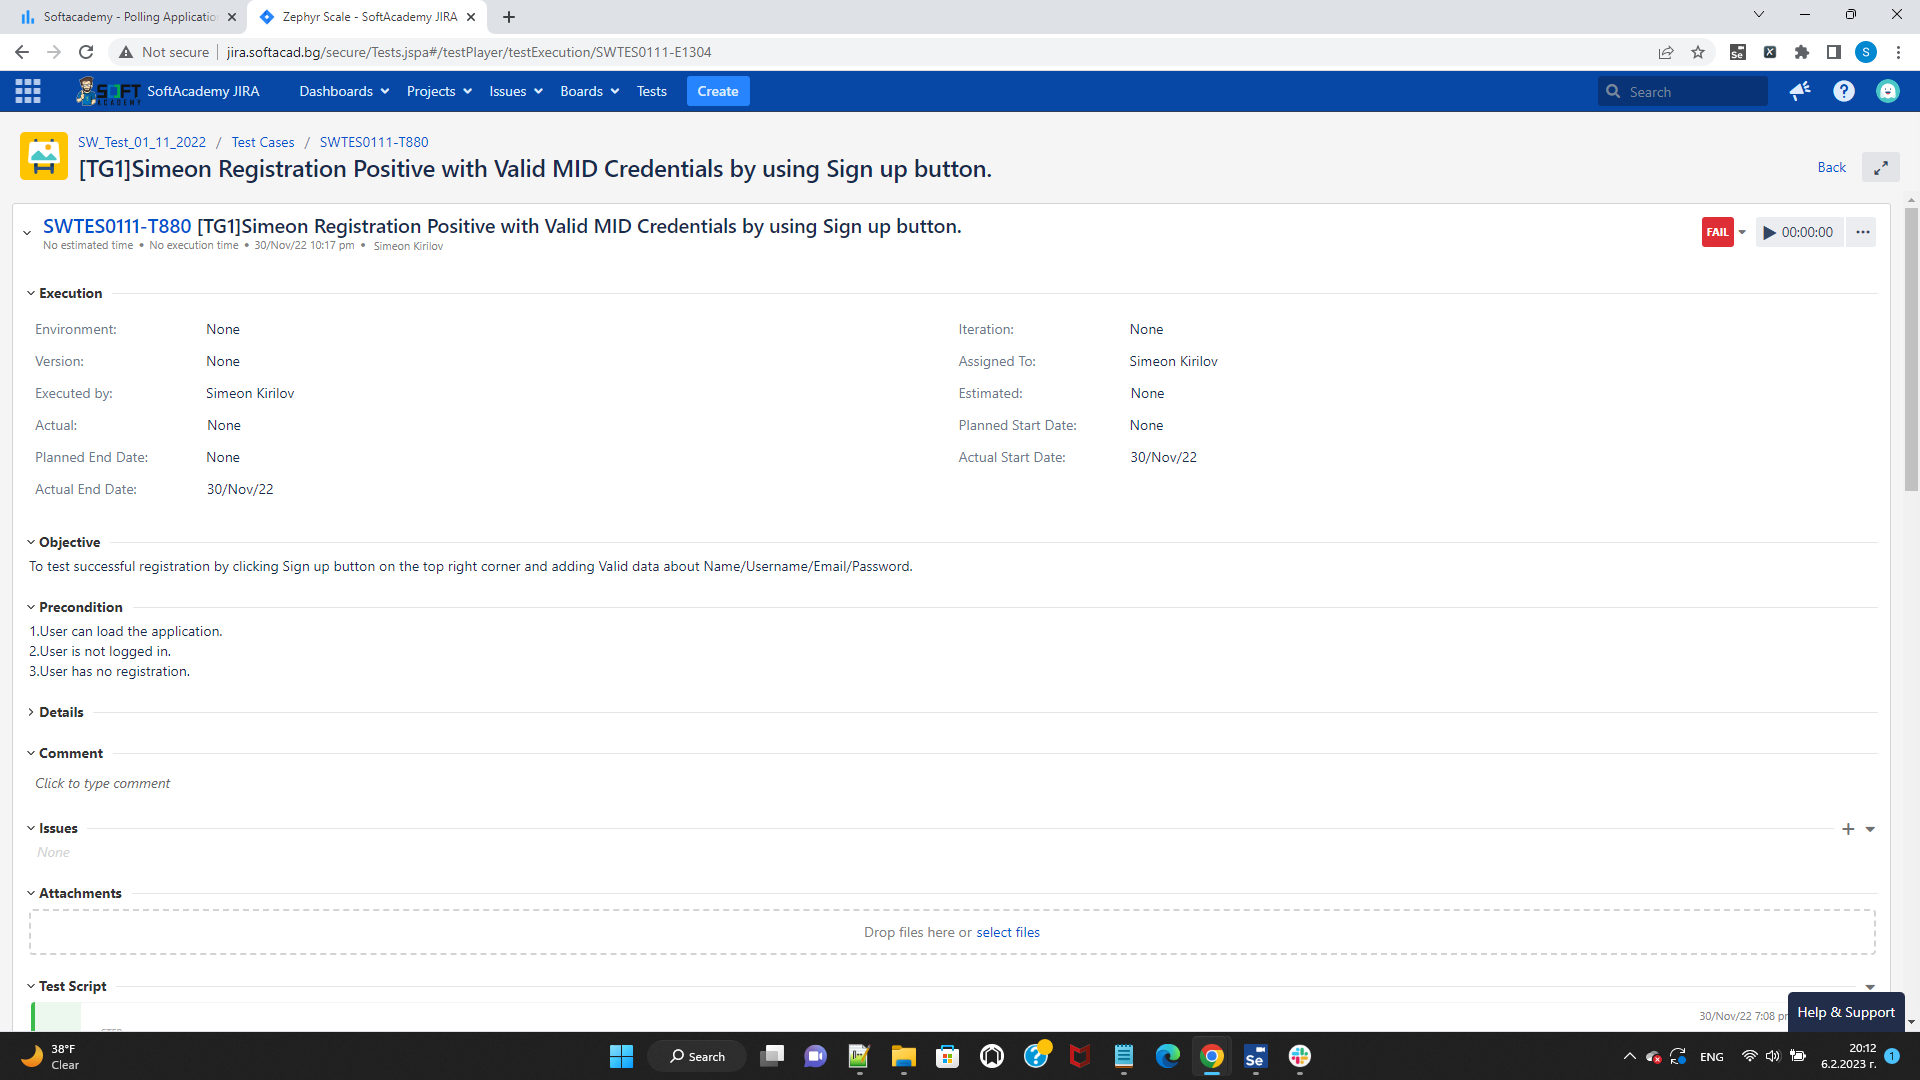 Softacademy - Polling Application
Zephyr Scale - SoftAcademy JIRA
Not secure
jira.softacad.bg/secure/Tests.jspa#/testPlayer/testExecution/SWTES0111-E1304
Se
X
S
SOFT
ACADEMY
SoftAcademy JIRA
Dashboards
Projects
Issues
Boards
Tests
Create
Search
SW_Test_01_11_2022 / Test Cases / SWTES0111-T880
[TG1]Simeon Registration Positive with Valid MID Credentials by using Sign up button.
Back
SWTES0111-T880 [TG1]Simeon Registration Positive with Valid MID Credentials by using Sign up button.
FAIL
00:00:00
No estimated time • No execution time • 30/Nov/22 10:17 pm • Simeon Kirilov
Execution
Environment: None
Iteration: None
Version: None
Assigned To: Simeon Kirilov
Executed by: Simeon Kirilov
Estimated: None
Actual: None
Planned Start Date: None
Planned End Date: None
Actual Start Date: 30/Nov/22
Actual End Date: 30/Nov/22
Objective
To test successful registration by clicking Sign up button on the top right corner and adding Valid data about Name/Username/Email/Password.
Precondition
1.User can load the application.
2.User is not logged in.
3.User has no registration.
Details
Comment
Click to type comment
Issues
None
Attachments
Drop files here or select files
Test Script
30/Nov/22 7:08 pm
Help & Support
STEP
38°F
Clear
Search
Se
ENG
20:12
6.2.2023 г.
1